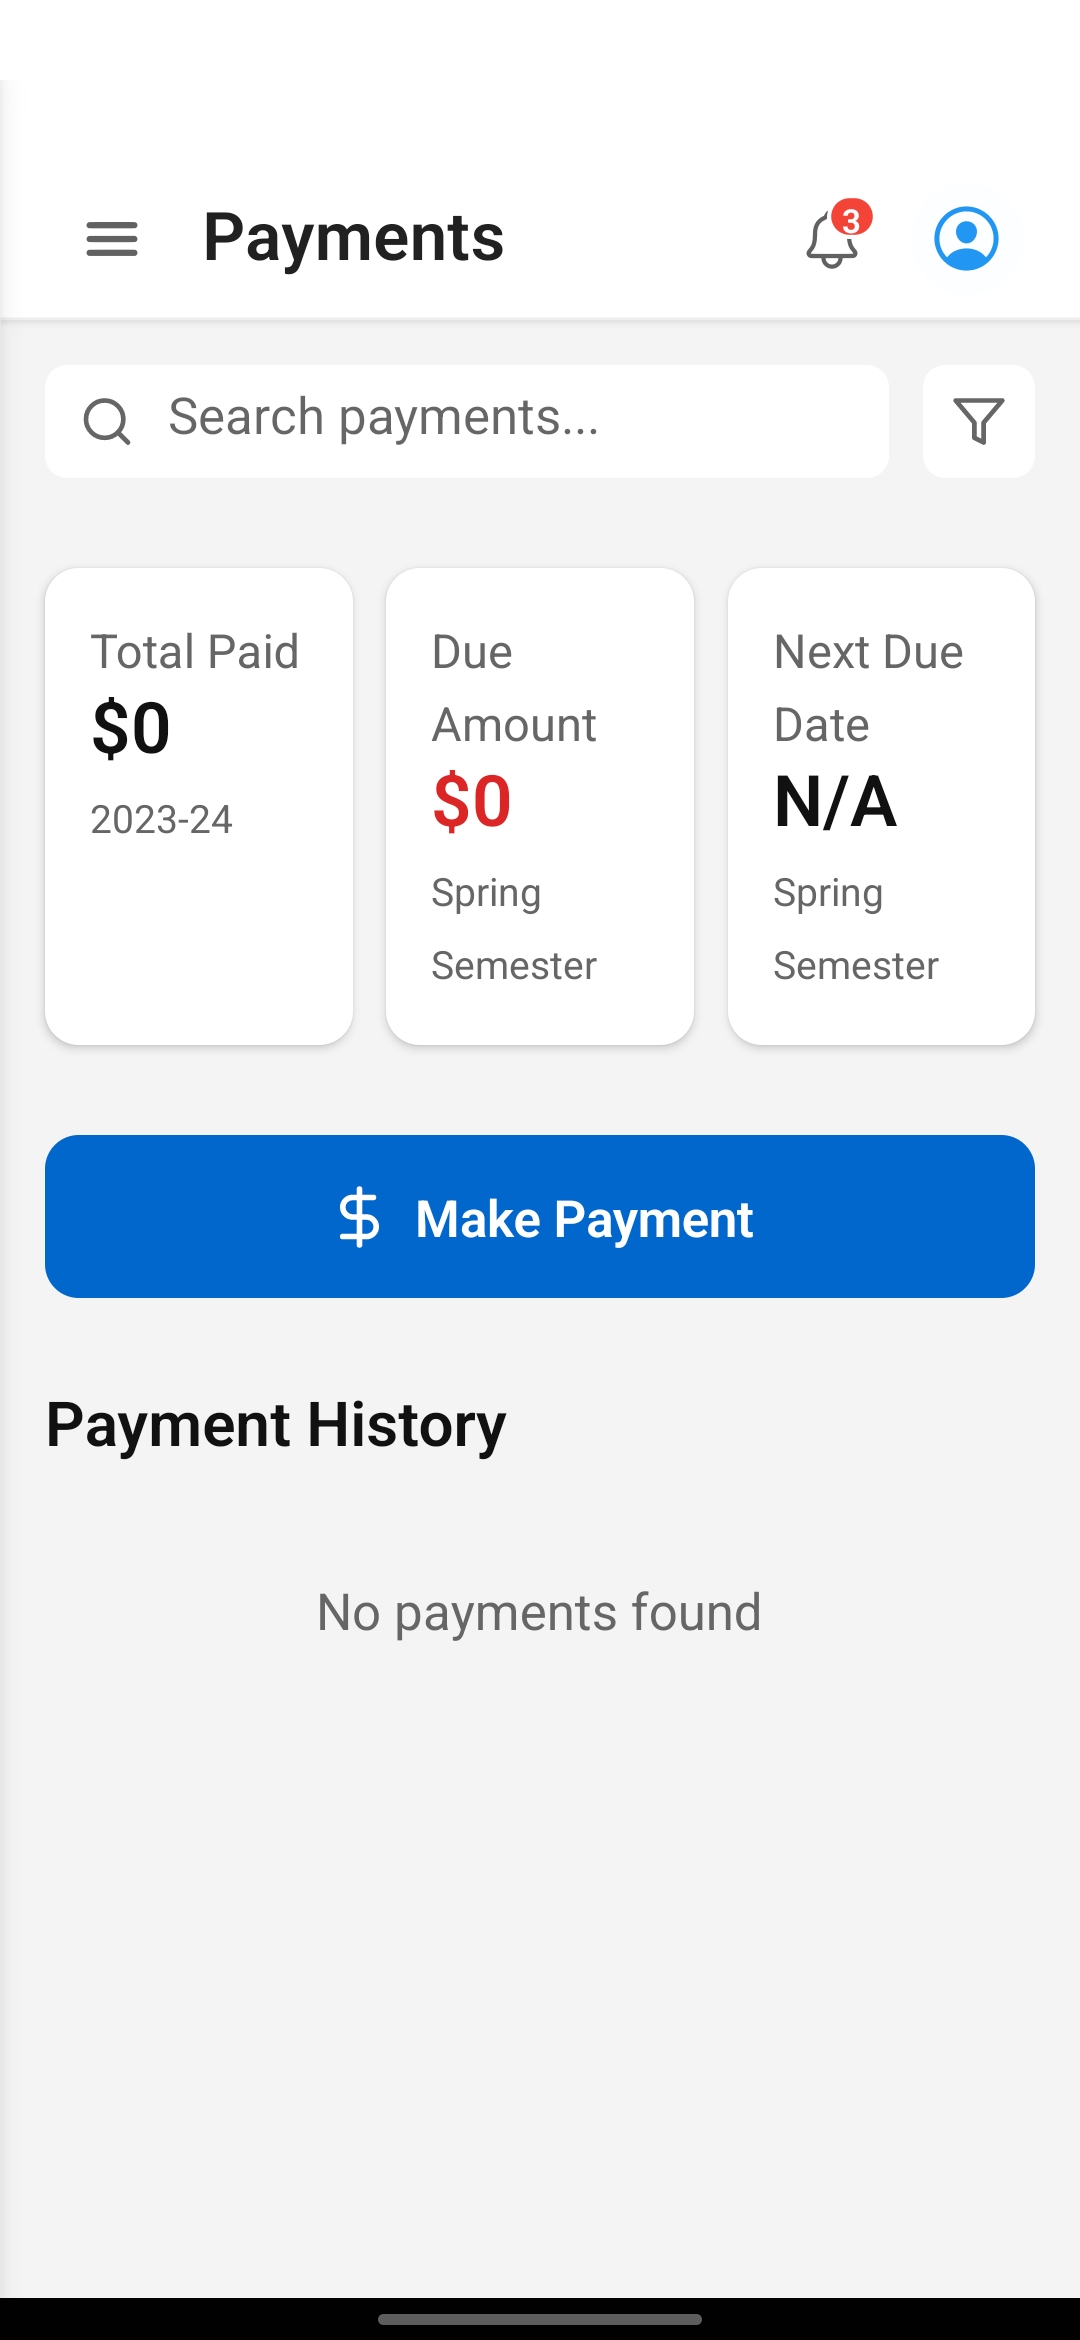 Payments
3
Search payments...
Total Paid
$0
2023-24
Due
Amount
$0
Spring
Semester
Next Due
Date
N/A
Spring
Semester
Make Payment
Payment History
No payments found